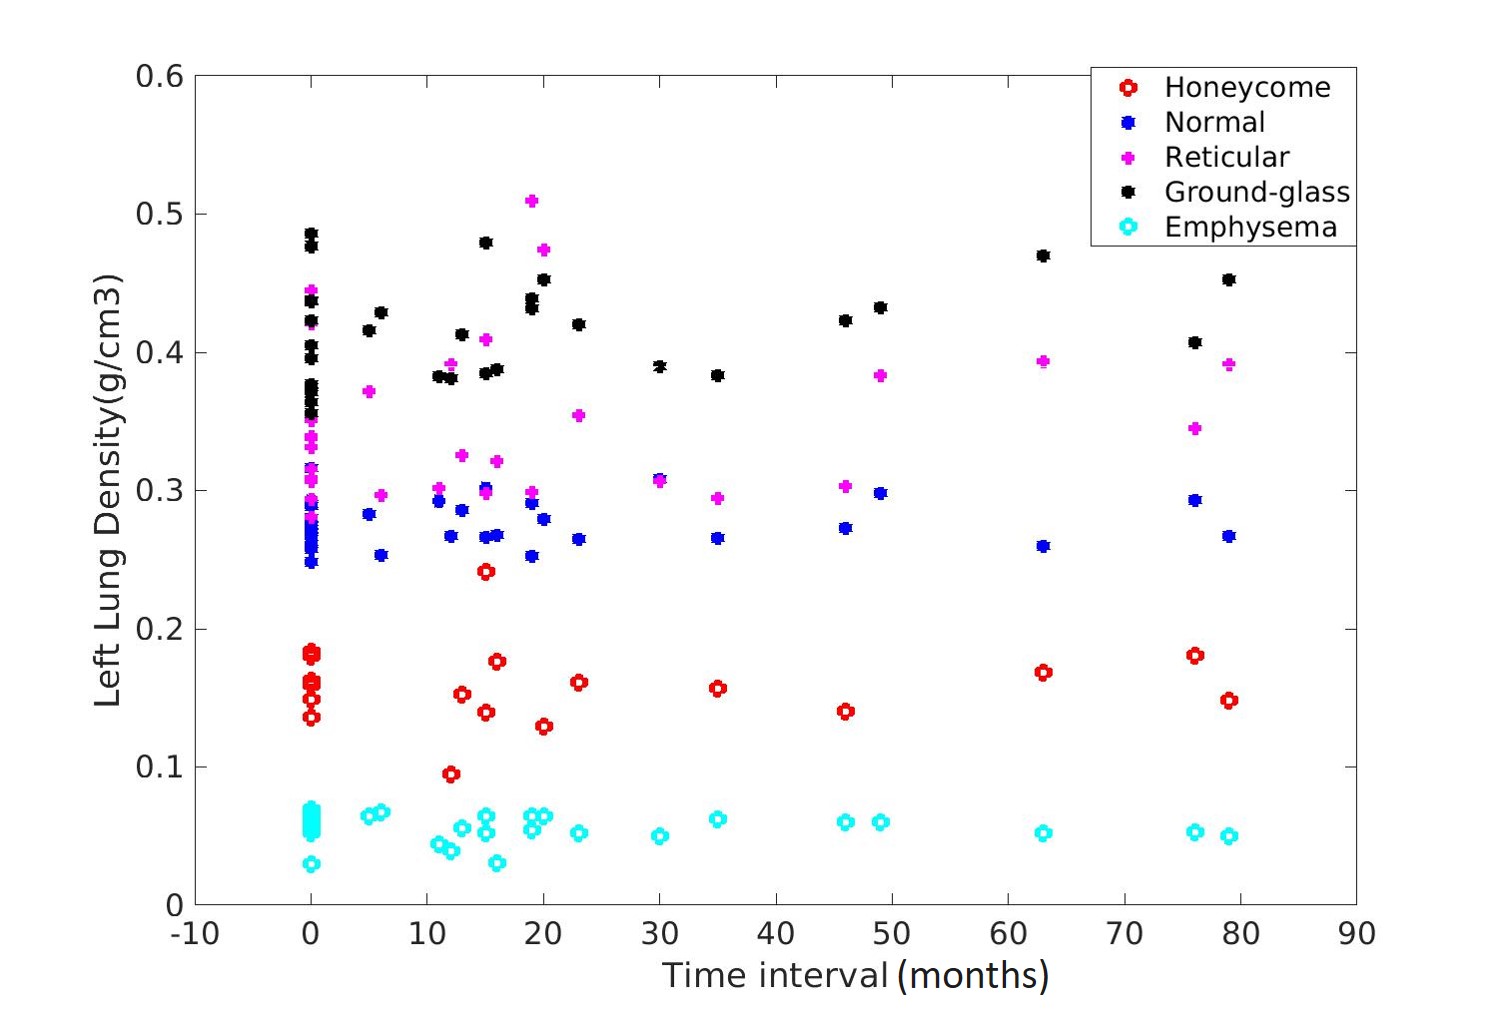 0.6
0.5
0.4
0.3
0.2
0.1
0
Left Lung Density(g/cm3)
Honeycome
Normal
Reticular
Ground-glass
Emphysema
-10 0 10 20 30 40 50 60 70 80 90
Time interval (months)